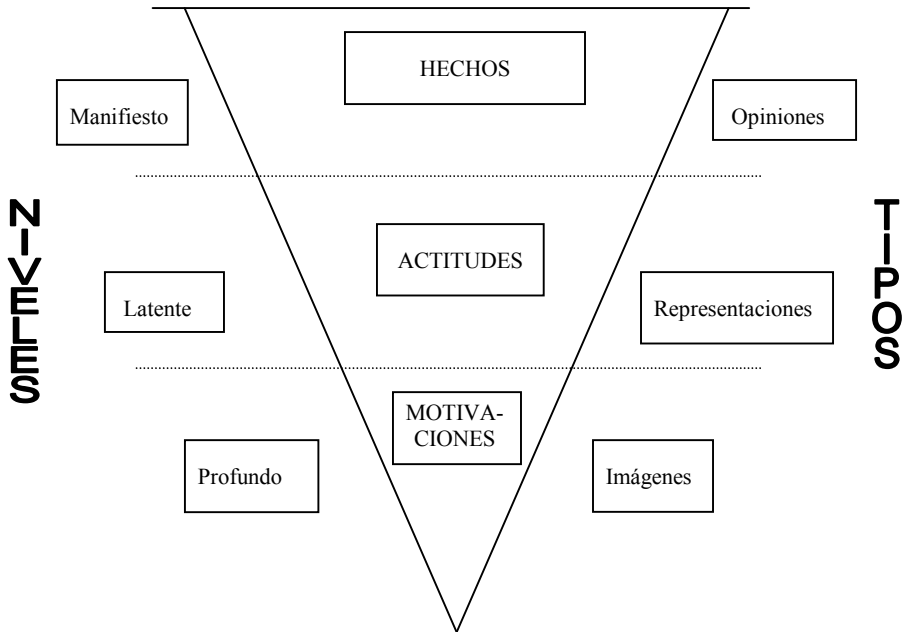 HECHOS
Manifiesto
Opiniones
NIVELES
TIPOS
ACTITUDES
Latente
Representaciones
MOTIVA-
CIONES
Profundo
Imágenes